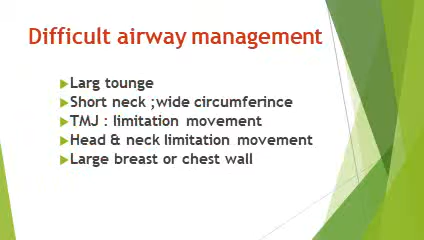 Difficult airway management
Larg tounge
Short neck ;wide circumferince
TMJ : limitation movement
Head & neck limitation movement
Large breast or chest wall